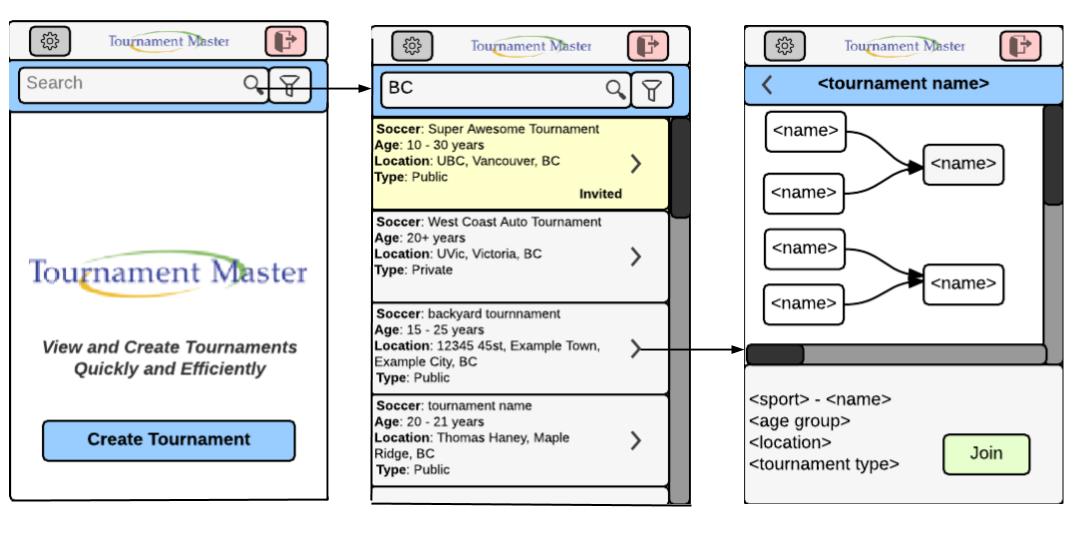 Tournament Master
Search
Tournament Master
View and Create Tournaments
Quickly and Efficiently
Create Tournament
Tournament Master
BC
Soccer: Super Awesome Tournament
Age: 10 - 30 years
Location: UBC, Vancouver, BC
Type: Public
Invited
Soccer: West Coast Auto Tournament
Age: 20+ years
Location: UVic, Victoria, BC
Type: Private
Soccer: backyard tournnament
Age: 15 - 25 years
Location: 12345 45st, Example Town,
Example City, BC
Type: Public
Soccer: tournament name
Age: 20 - 21 years
Location: Thomas Haney, Maple
Ridge, BC
Type: Public
Tournament Master
<tournament name>
<name>
<name>
<name>
<name>
<name>
<name>
<sport> - <name>
<age group>
<location>
<tournament type>
Join